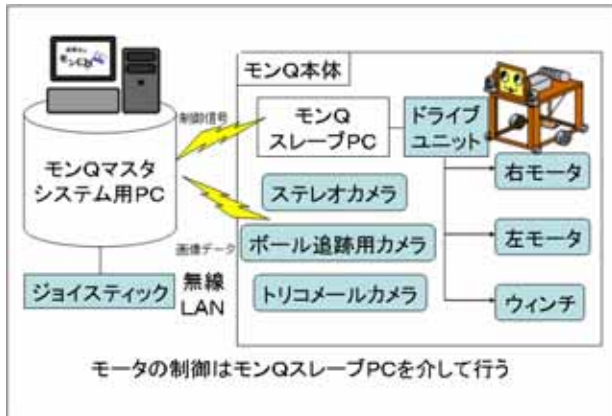 モンQ
制御信号
モンQマスタ
システム用PC
画像データ
無線
LAN
ジョイスティック
モンQ本体
モンQ
スレーブPC
ドライブ
ユニット
ステレオカメラ
ボール追跡用カメラ
トリコメールカメラ
右モータ
左モータ
ウィンチ
モータの制御はモンQスレーブPCを介して行う